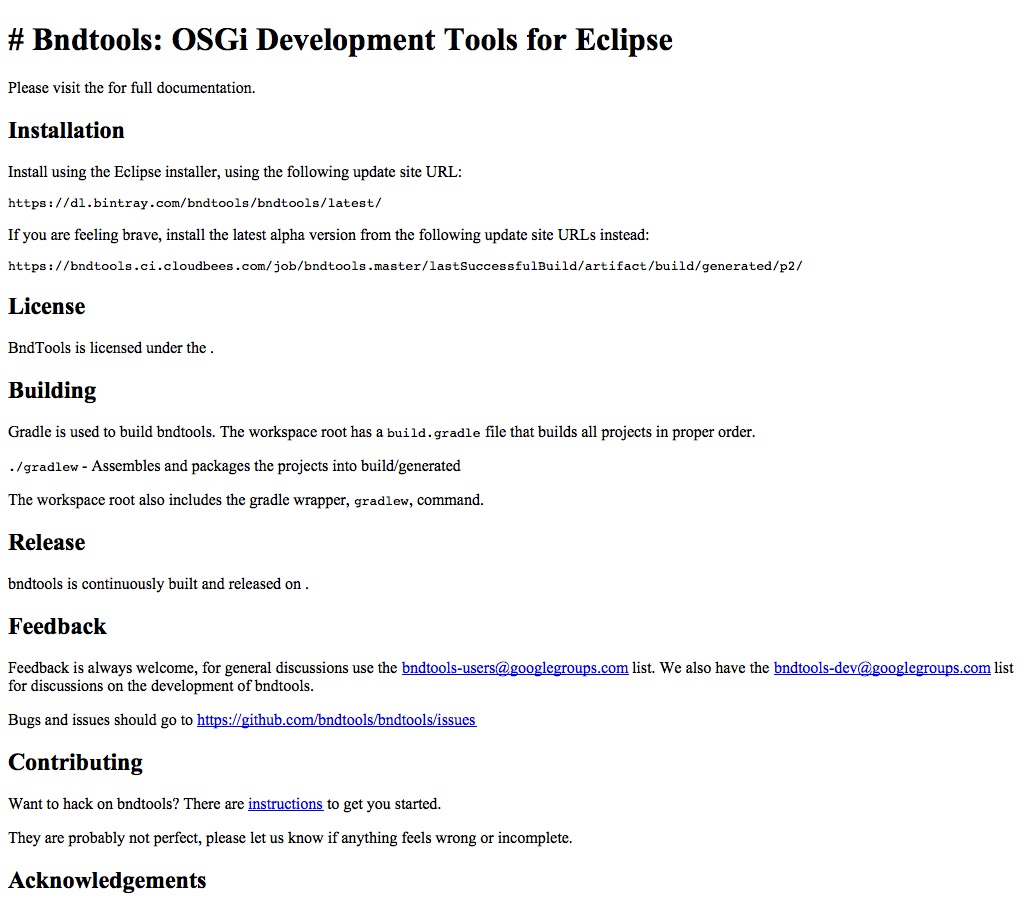 # Bndtools: OSGi Development Tools for Eclipse
Please visit the for full documentation.
Installation
Install using the Eclipse installer, using the following update site URL:
https://dl.bintray.com/bndtools/bndtools/latest/
If you are feeling brave, install the latest alpha version from the following update site URLs instead:
https://bndtools.ci.cloudbees.com/job/bndtools.master/lastSuccessfulBuild/artifact/build/generated/p2/
License
BndTools is licensed under the .
Building
Gradle is used to build bndtools. The workspace root has a build.gradle file that builds all projects in proper order.
./gradlew - Assembles and packages the projects into build/generated
The workspace root also includes the gradle wrapper, gradlew, command.
Release
bndtools is continuously built and released on .
Feedback
Feedback is always welcome, for general discussions use the bndtools-users@googlegroups.com list. We also have the bndtools-dev@googlegroups.com list
for discussions on the development of bndtools.
Bugs and issues should go to https://github.com/bndtools/bndtools/issues
Contributing
Want to hack on bndtools? There are instructions to get you started.
They are probably not perfect, please let us know if anything feels wrong or incomplete.
Acknowledgements